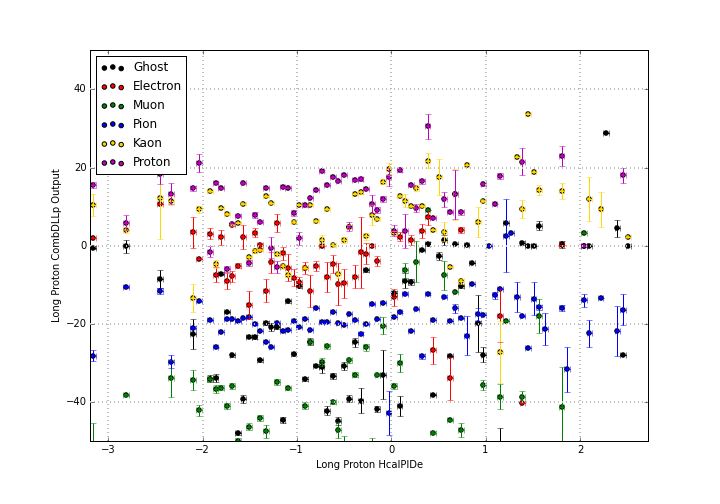 Ghost
Electron
Muon
Pion
Kaon
Proton
Long Proton CombDLLp Output
40
20
0
−20
−40
−3
−2
−1
0
1
2
Long Proton HcalPIDe